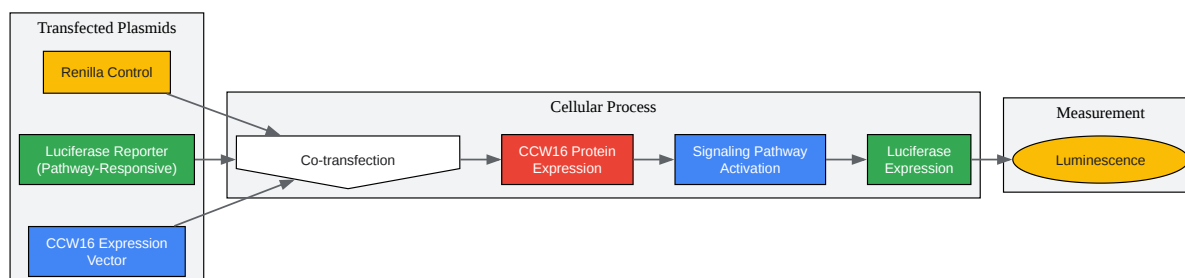 Transfected Plasmids
Renilla Control
Luciferase Reporter
(Pathway-Responsive)
CCW16 Expression
Vector
Cellular Process
Co-transfection
CCW16 Protein
Expression
Signaling Pathway
Activation
Luciferase
Expression
Measurement
Luminescence